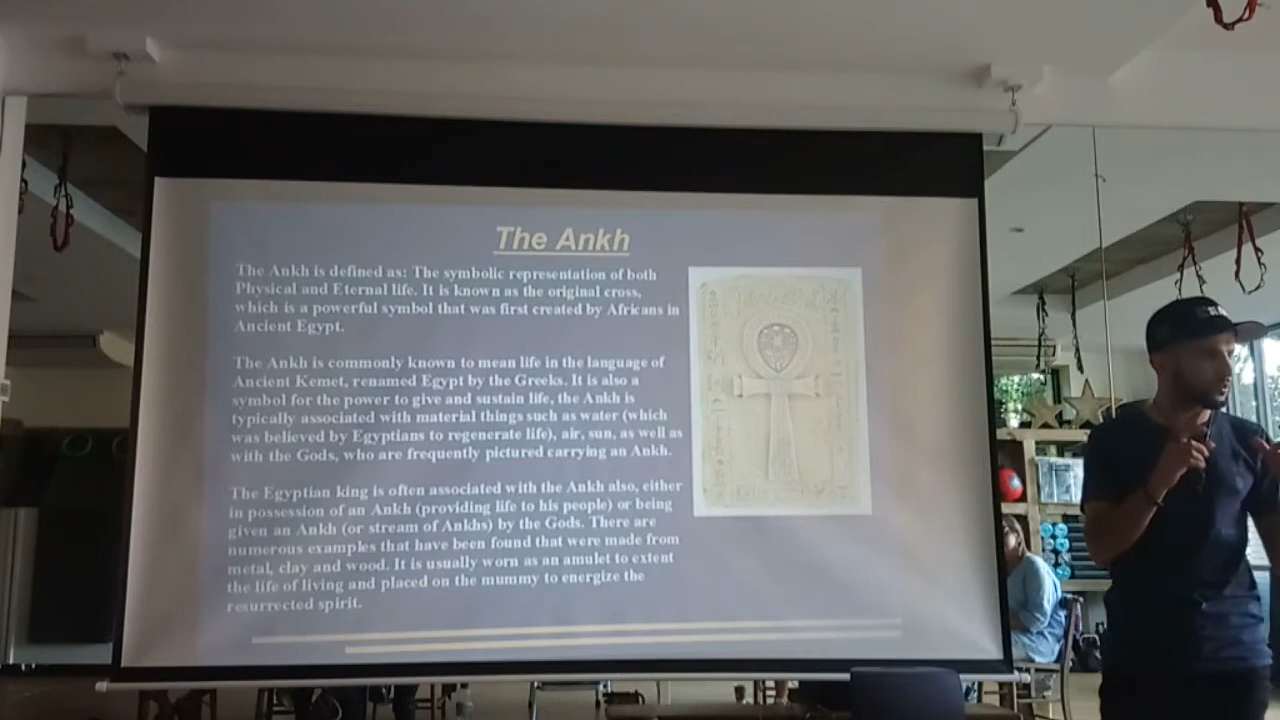 The Ankh
The Ankh is defined as: The symbolic representation of both
Physical and Eternal life. It is known as the original cross,
which is a powerful symbol that was first created by Africans in
Ancient Egypt.
The Ankh is commonly known to mean life in the language of
Ancient Kemet, renamed Egypt by the Greeks. It is also a
symbol for the power to give and sustain life, the Ankh is
typically associated with material things such as water (which
was believed by Egyptians to regenerate life), air, sun, as well as
with the Gods, who are frequently pictured carrying an Ankh.
The Egyptian king is often associated with the Ankh also, either
in possession of an Ankh (providing life to his people) or being
given an Ankh (or stream of Ankhs) by the Gods. There are
numerous examples that have been found that were made from
metal, clay and wood. It is usually worn as an amulet to extent
the life of living and placed on the mummy to energize the
resurrected spirit.